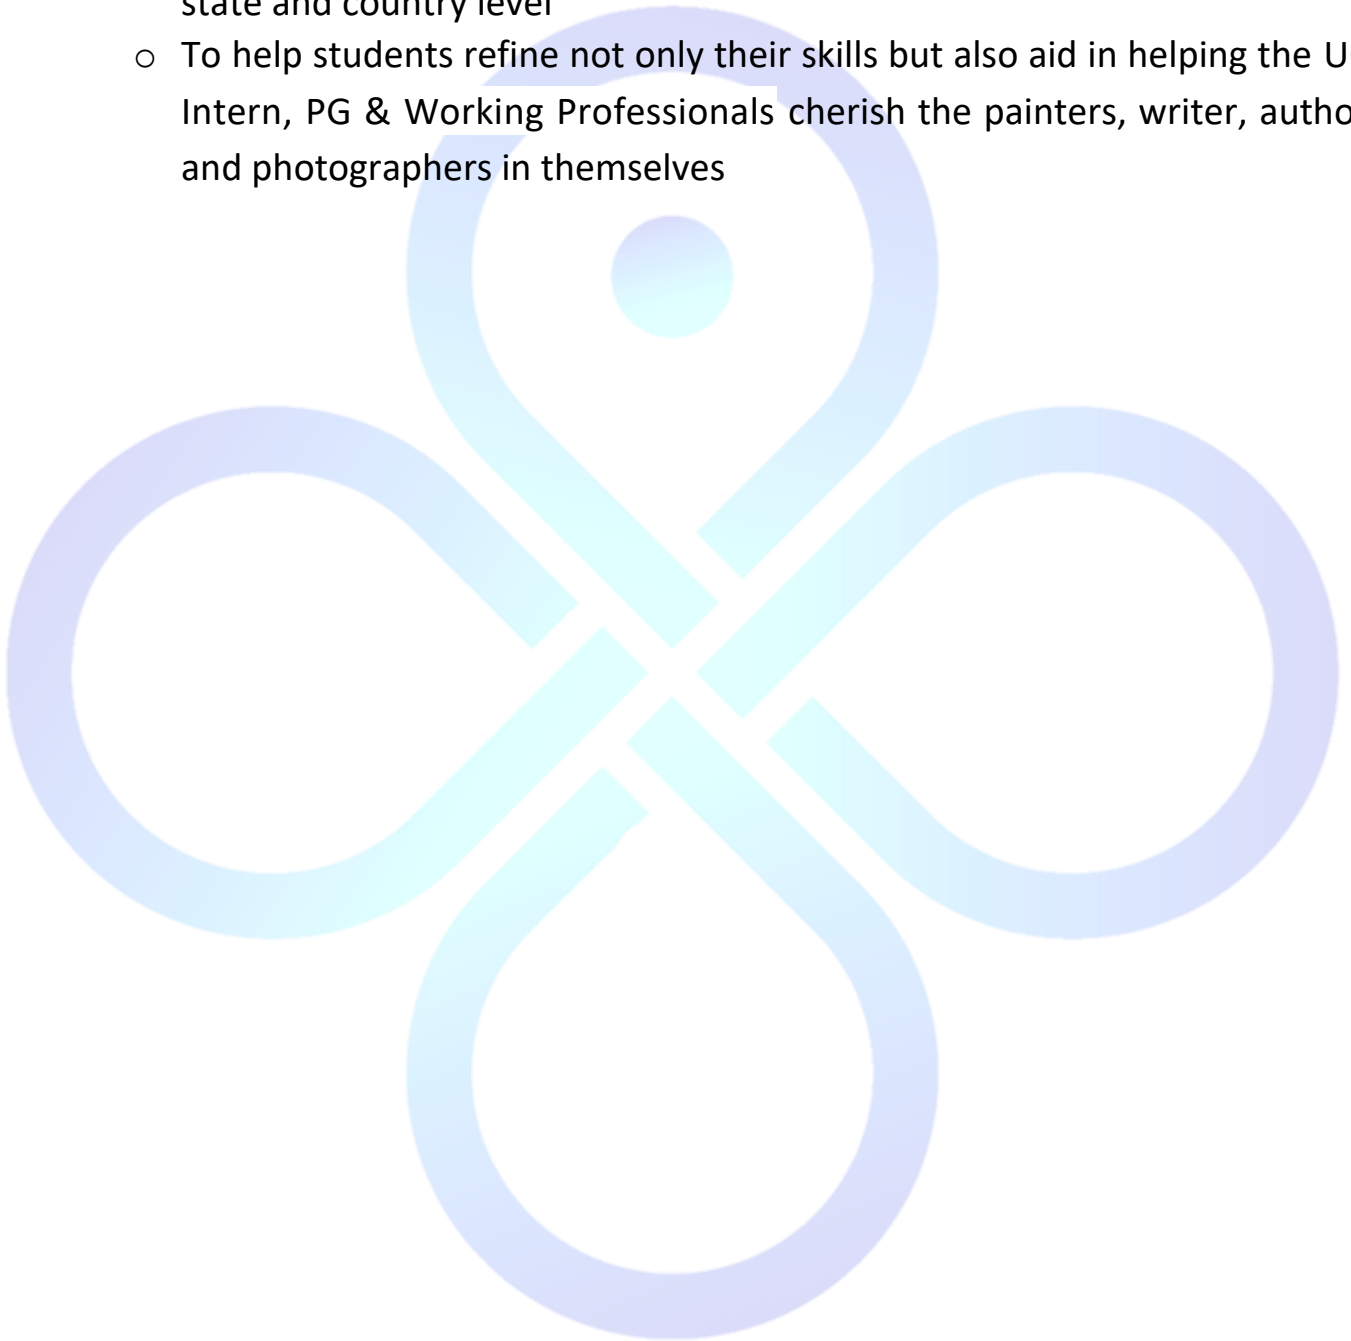 state and country level
o To help students refine not only their skills but also aid in helping the
Intern, PG & Working Professionals cherish the painters, writer,
and photographers in themselves